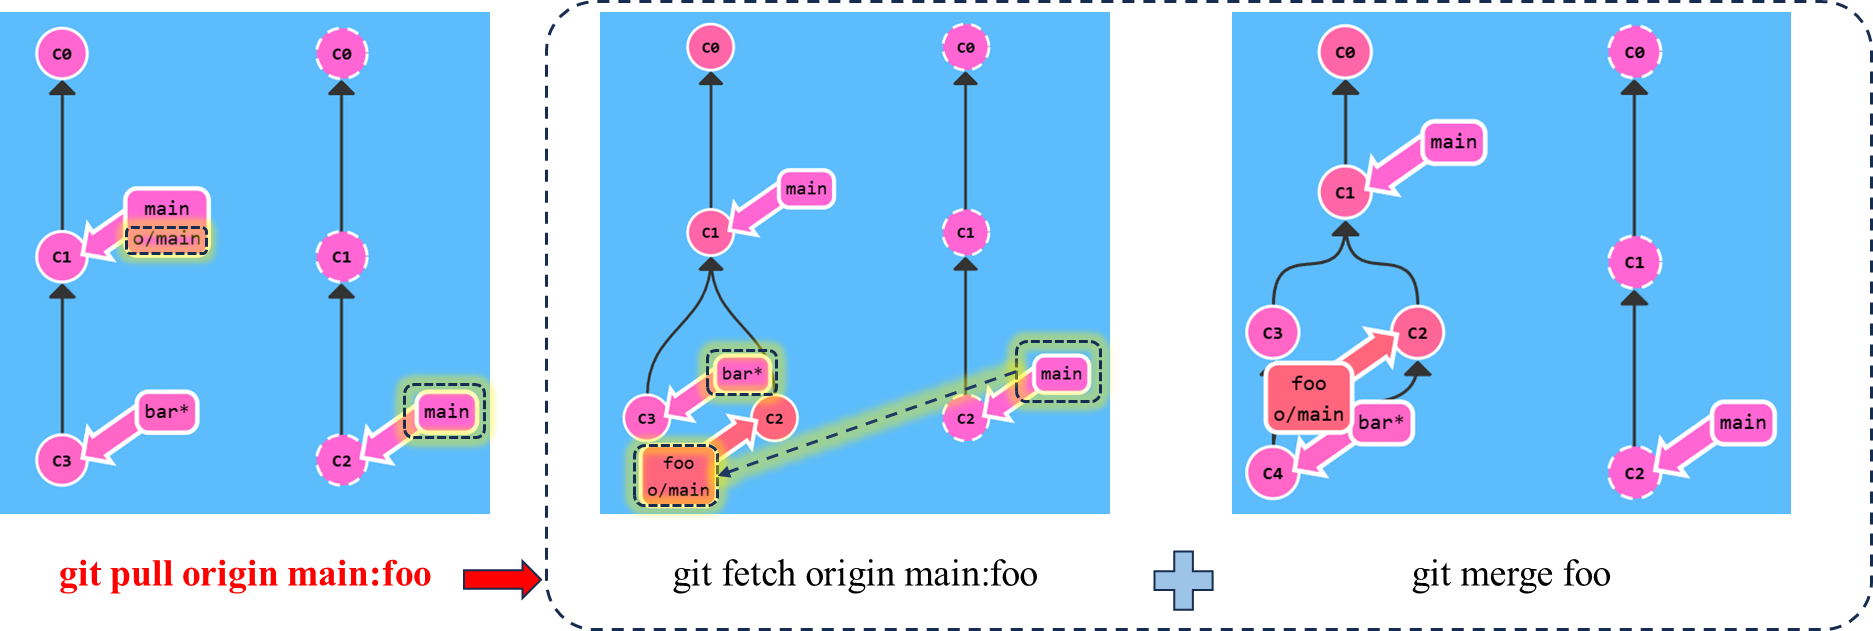 C0
C0
main
o/main
C1
C1
bar*
main
C3
C2
git pull origin main:foo
C0
C0
main
C1
C1
bar*
main
C3
C2
C2
foo
o/main
git fetch origin main:foo
C0
C0
main
C1
C1
C3
C2
foo
o/main
bar*
main
C4
C2
git merge foo